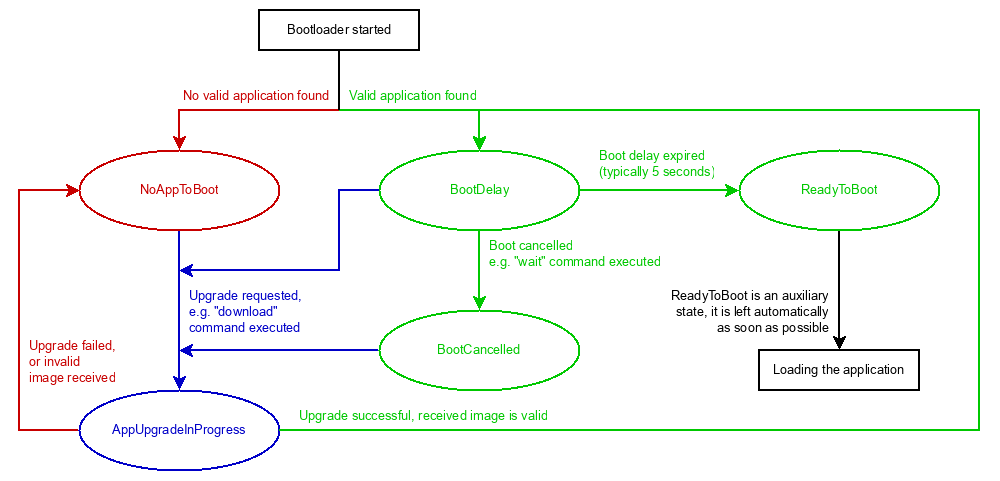 Bootloader started
No valid application found
Valid application found
NoAppToBoot
BootDelay
Boot delay expired
(typically 5 seconds)
ReadyToBoot
Boot cancelled
e.g. "wait" command executed
Upgrade requested,
e.g. "download"
command executed
ReadyToBoot is an auxiliary
state, it is left automatically
as soon as possible
Upgrade failed,
or invalid
image received
BootCancelled
Loading the application
AppUpgradeInProgress
Upgrade successful, received image is valid